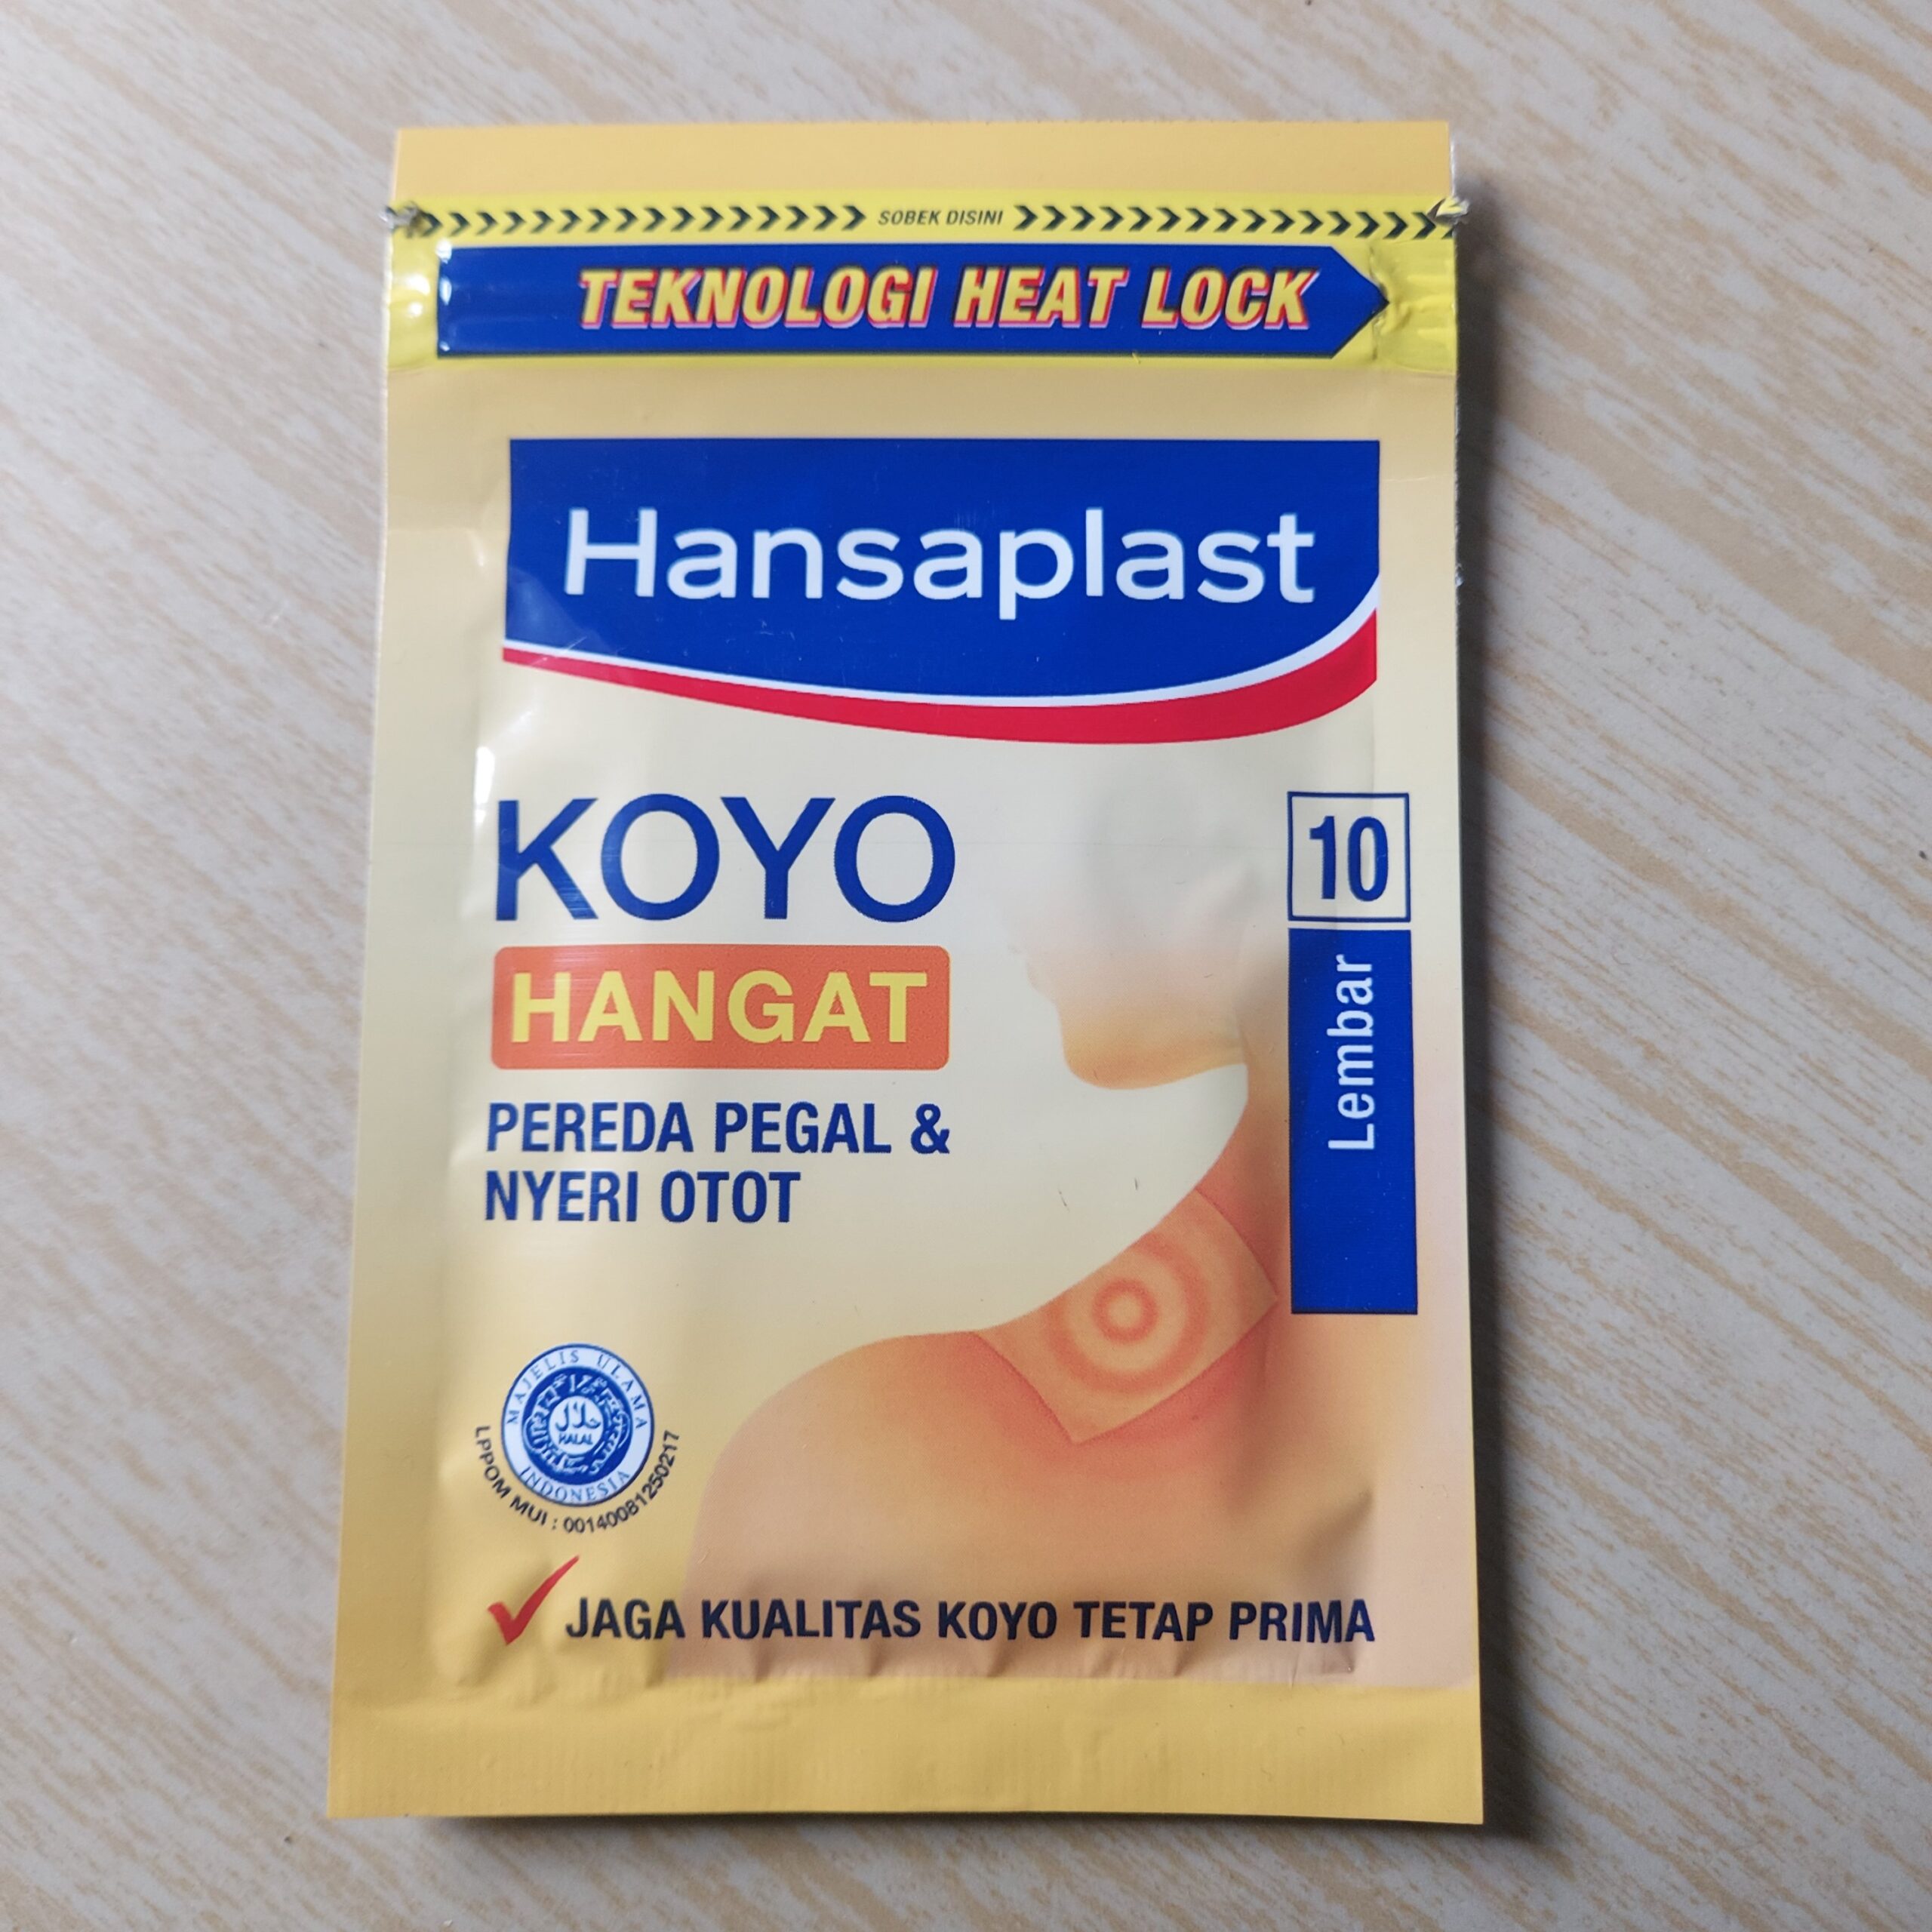 SOBEK DISINI
TEKNOLOGI HEAT LOCK
Hansaplast
KOYO
HANGAT
PEREDA PEGAL &
NYERI OTOT
10
Lembar
MAJELIS ULAMA
حلال
HALAL
INDONESIA
LPPOM MUI : 00140081250217
JAGA KUALITAS KOYO TETAP PRIMA